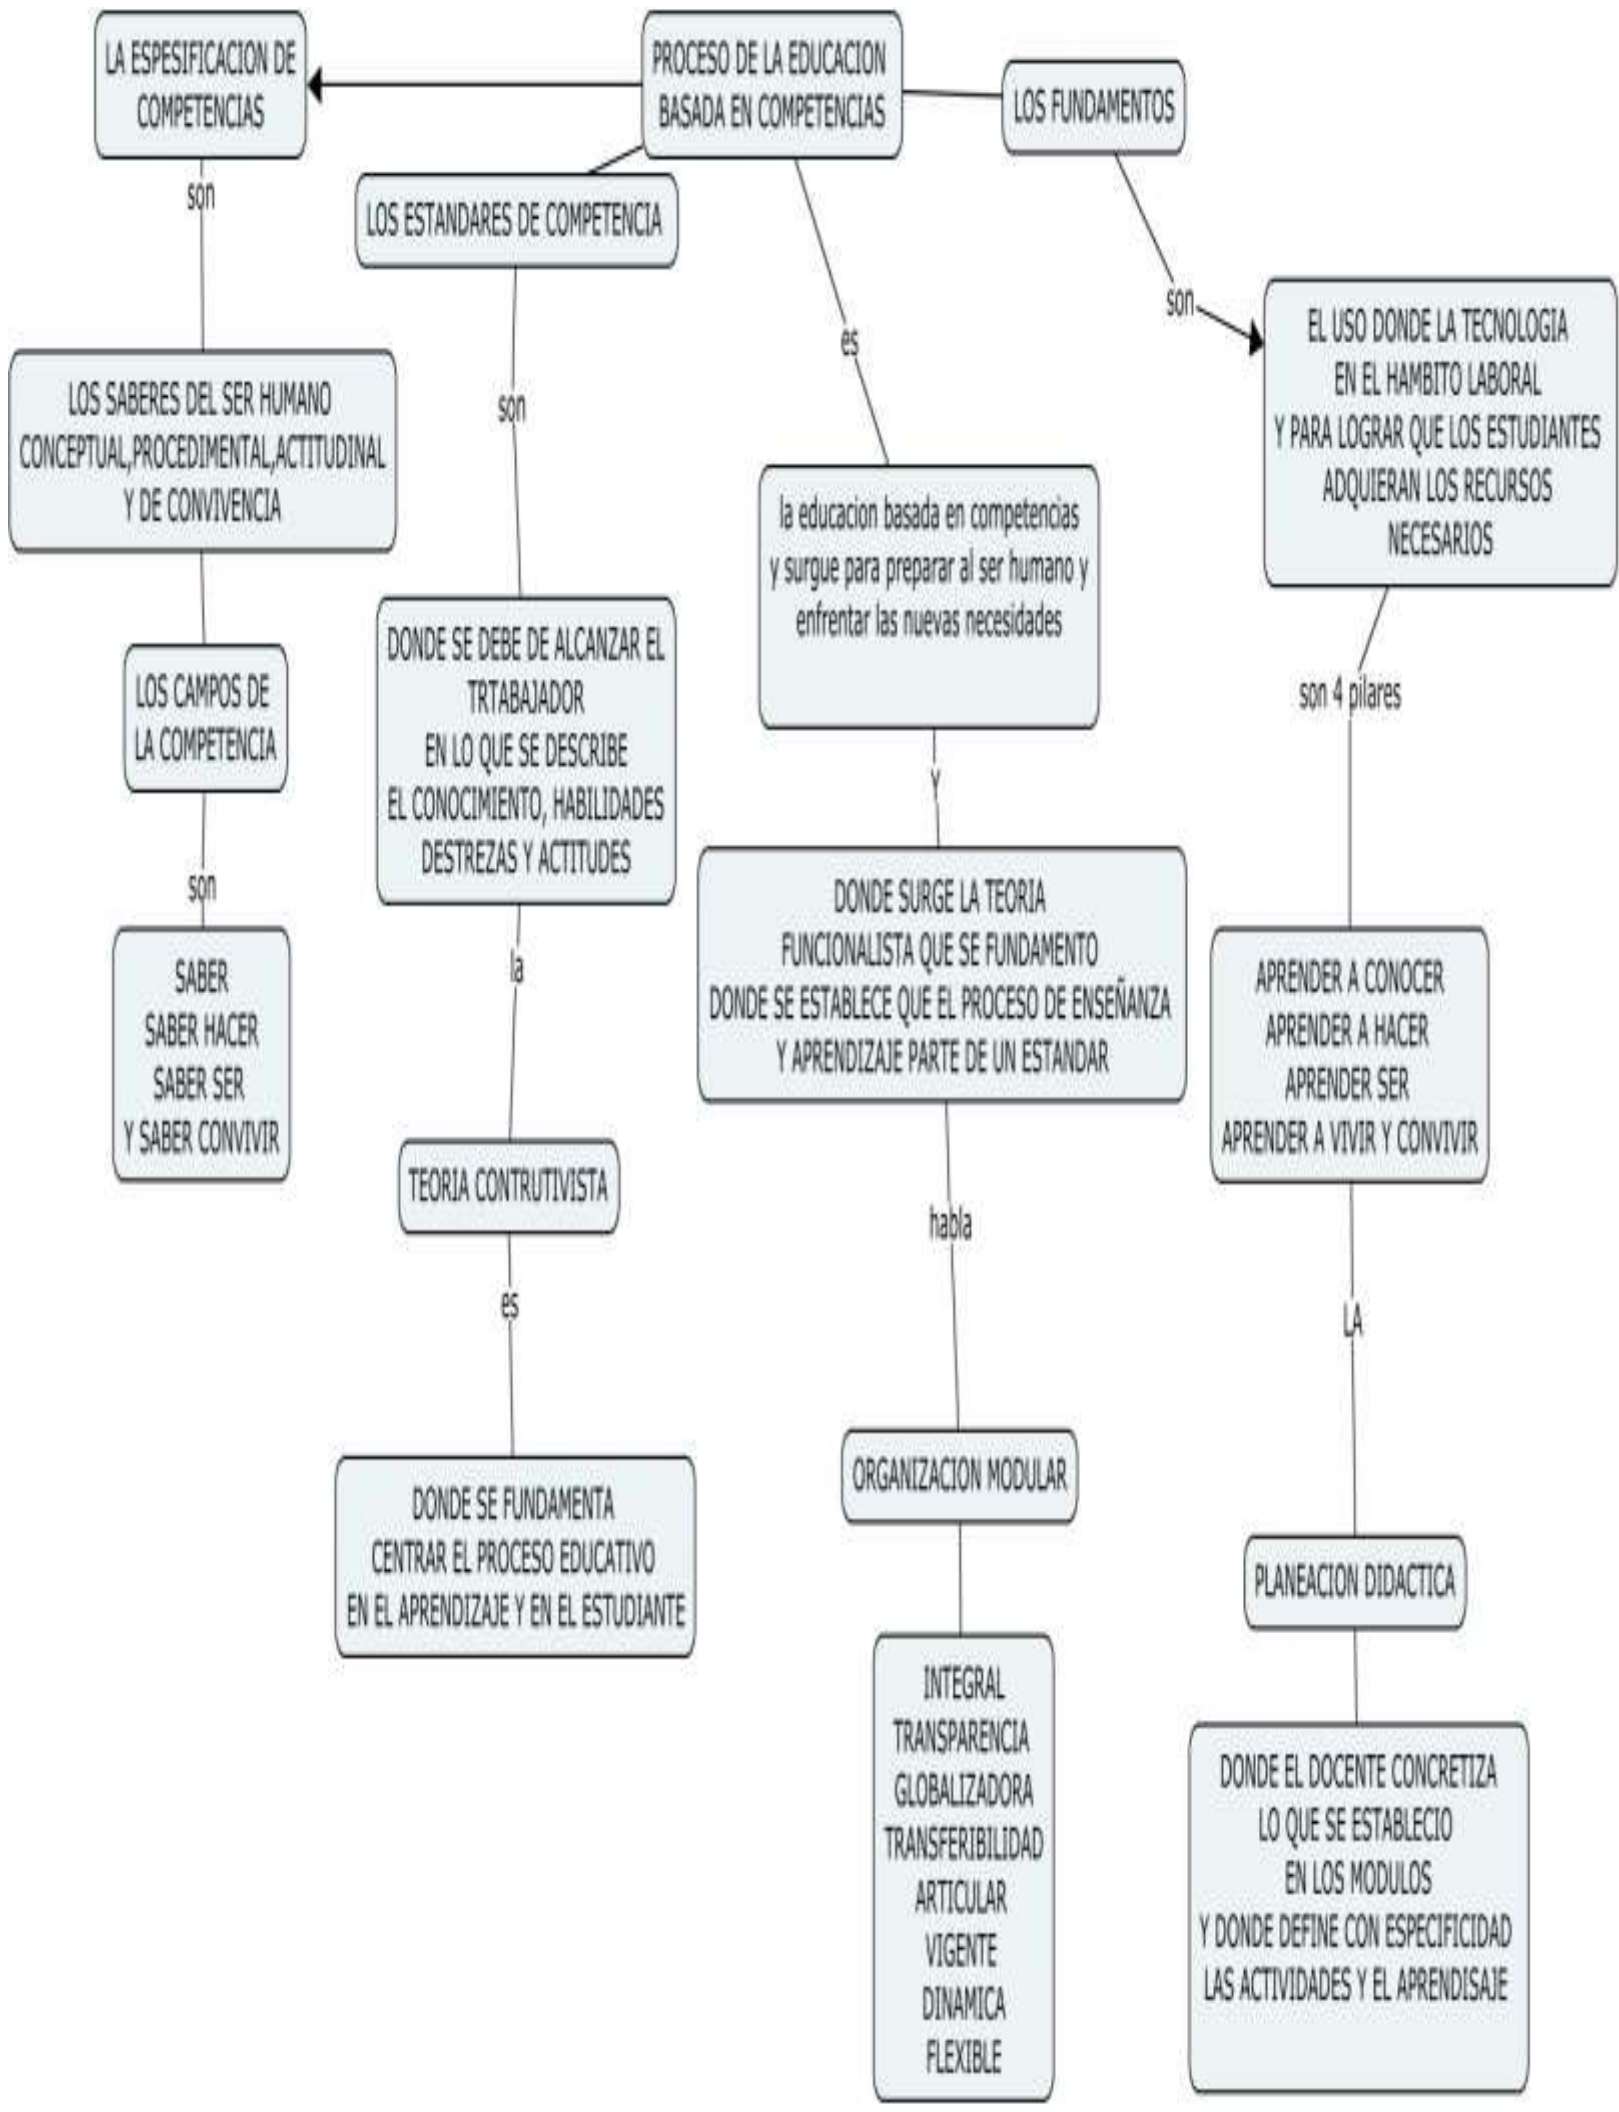 LA ESPESIFICACION DE
COMPETENCIAS
son
LOS SABERES DEL SER HUMANO
CONCEPTUAL,PROCEDIMENTAL,ACTITUDINAL
Y DE CONVIVENCIA
LOS CAMPOS DE
LA COMPETENCIA
son
SABER
SABER HACER
SABER SER
Y SABER CONVIVIR
PROCESO DE LA EDUCACION
BASADA EN COMPETENCIAS
LOS ESTANDARES DE COMPETENCIA
son
DONDE SE DEBE DE ALCANZAR EL
TRTABAJADOR
EN LO QUE SE DESCRIBE
EL CONOCIMIENTO, HABILIDADES
DESTREZAS Y ACTITUDES
la
TEORIA CONTRUTIVISTA
es
DONDE SE FUNDAMENTA
CENTRAR EL PROCESO EDUCATIVO
EN EL APRENDIZAJE Y EN EL ESTUDIANTE
es
la educacion basada en competencias
y surgue para preparar al ser humano y
enfrentar las nuevas necesidades
Y
DONDE SURGE LA TEORIA
FUNCIONALISTA QUE SE FUNDAMENTO
DONDE SE ESTABLECE QUE EL PROCESO DE ENSEÑANZA
Y APRENDIZAJE PARTE DE UN ESTANDAR
habla
ORGANIZACION MODULAR
INTEGRAL
TRANSPARENCIA
GLOBALIZADORA
TRANSFERIBILIDAD
ARTICULAR
VIGENTE
DINAMICA
FLEXIBLE
LOS FUNDAMENTOS
son
EL USO DONDE LA TECNOLOGIA
EN EL HAMBITO LABORAL
Y PARA LOGRAR QUE LOS ESTUDIANTES
ADQUIERAN LOS RECURSOS
NECESARIOS
son 4 pilares
APRENDER A CONOCER
APRENDER A HACER
APRENDER SER
APRENDER A VIVIR Y CONVIVIR
LA
PLANEACION DIDACTICA
DONDE EL DOCENTE CONCRETIZA
LO QUE SE ESTABLECIO
EN LOS MODULOS
Y DONDE DEFINE CON ESPECIFICIDAD
LAS ACTIVIDADES Y EL APRENDISAJE